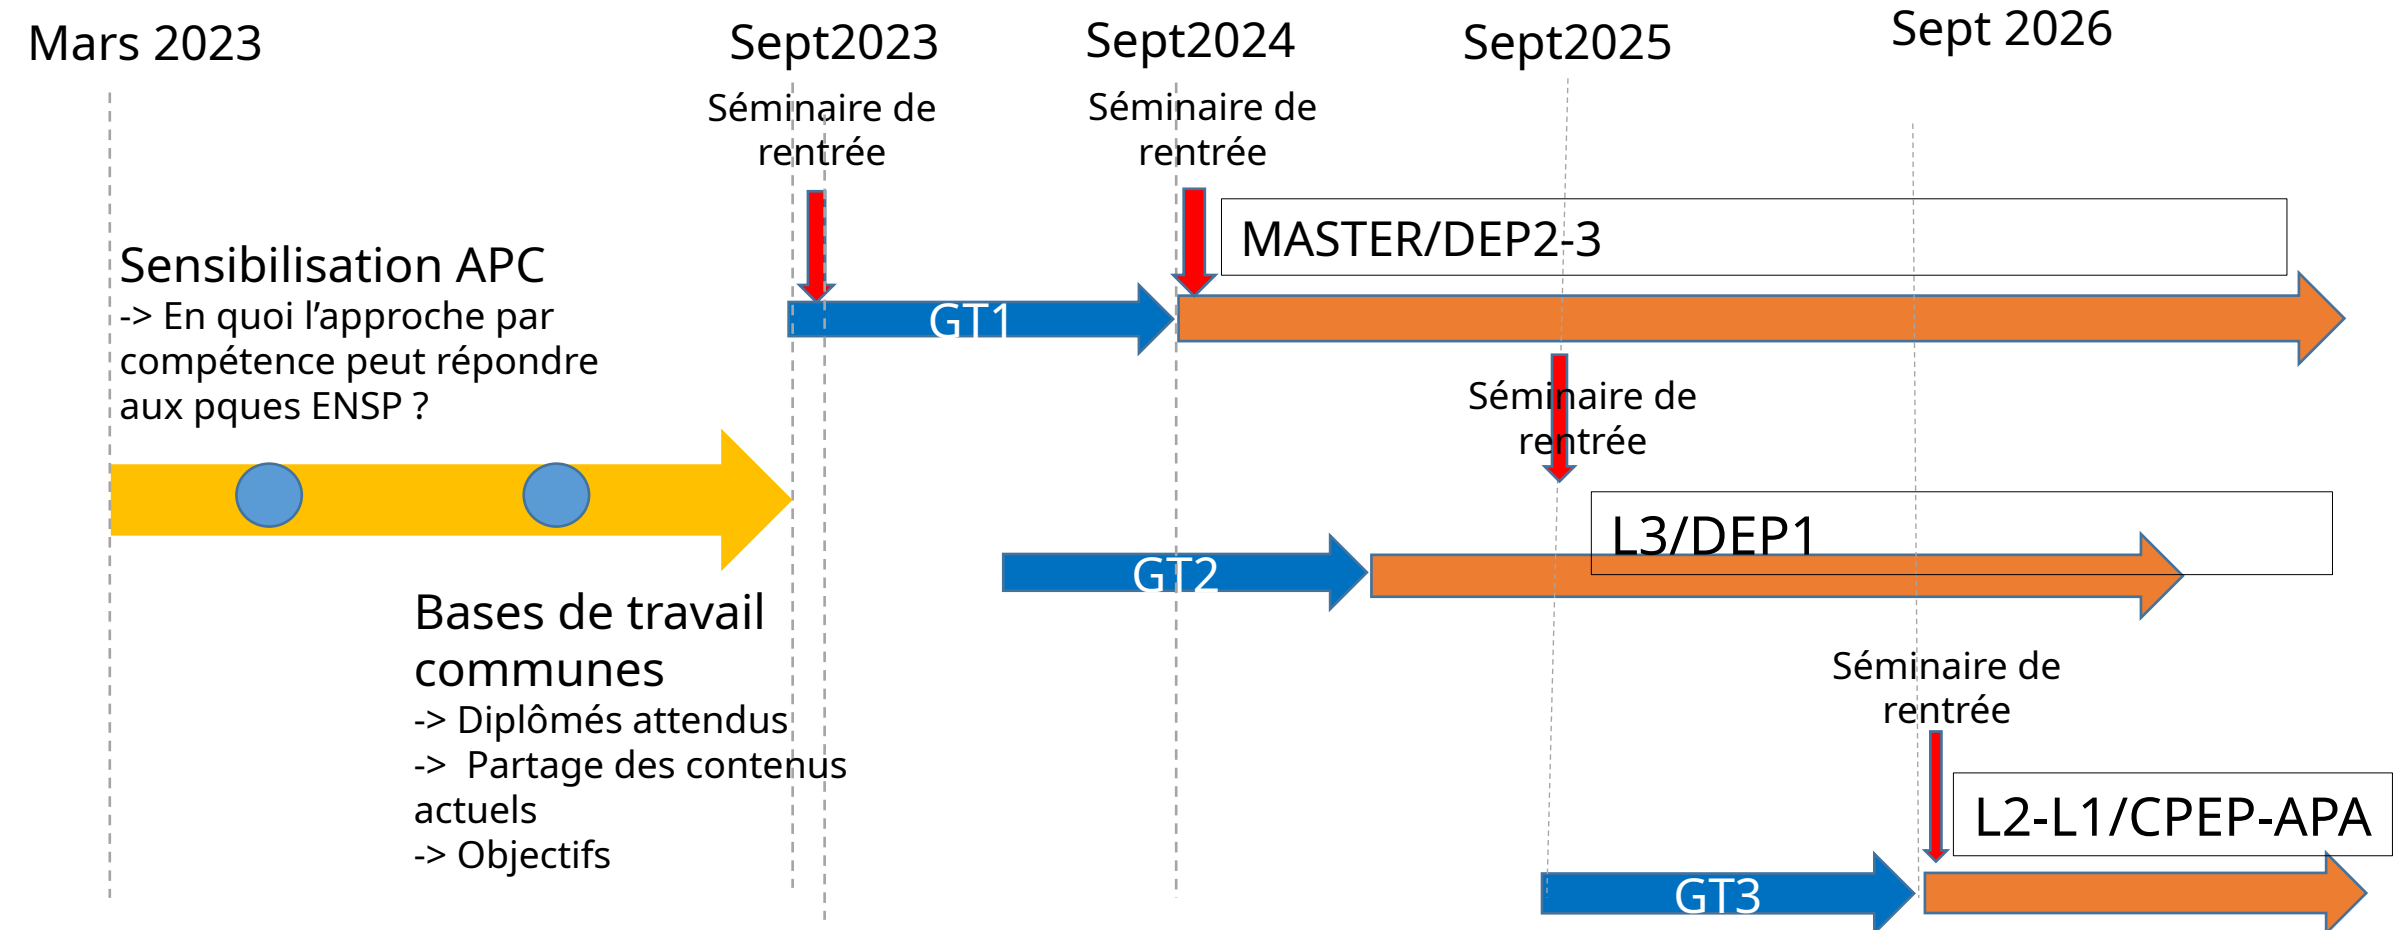 Mars 2023
Sept2023
Sept2024
Sept2025
Sept 2026
Séminaire de
rentrée
Séminaire de
rentrée
MASTER/DEP2-3
Sensibilisation APC
-> En quoi l’approche par
compétence peut répondre
aux pques ENSP ?
GT1
Séminaire de
rentrée
L3/DEP1
GT2
Bases de travail
communes
-> Diplômés attendus
->  Partage des contenus
actuels
-> Objectifs
Séminaire de
rentrée
L2-L1/CPEP-APA
GT3